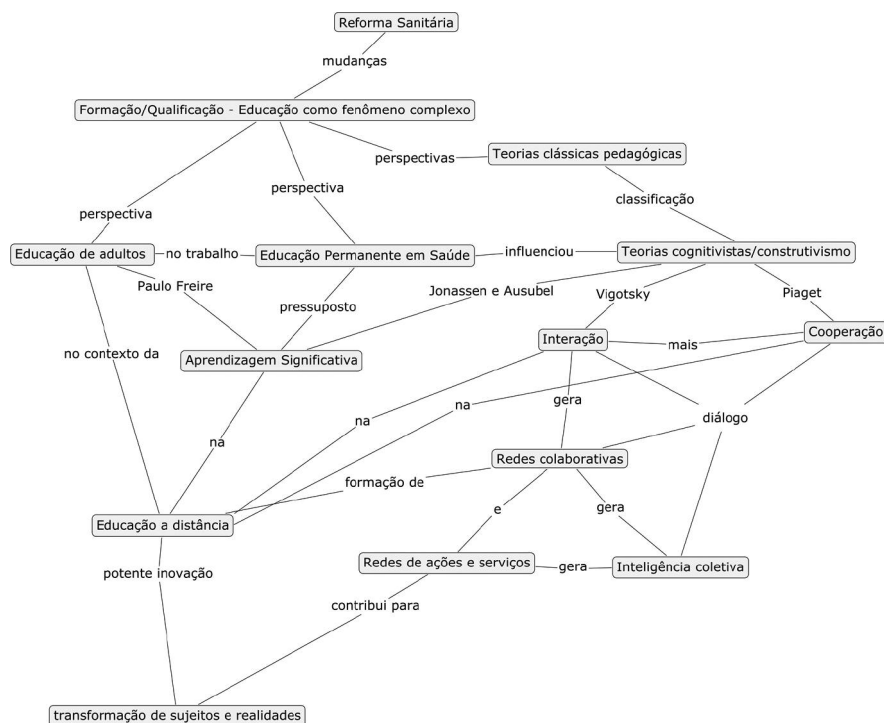 Reforma Sanitária
mudanças
Formação/Qualificação - Educação como fenômeno complexo
perspectivas
Teorias clássicas pedagógicas
perspectiva
classificação
perspectiva
Educação de adultos
no trabalho
Educação Permanente em Saúde
influenciou
Teorias cognitivistas/construtivismo
Paulo Freire
pressuposto
Jonassen e Ausubel
Vigotsky
Piaget
Interação
mais
Cooperação
no contexto da
Aprendizagem Significativa
na
gera
na
diálogo
na
Redes colaborativas
formação de
e
gera
Educação a distância
Redes de ações e serviços
gera
Inteligência coletiva
potente inovação
contribui para
transformação de sujeitos e realidades